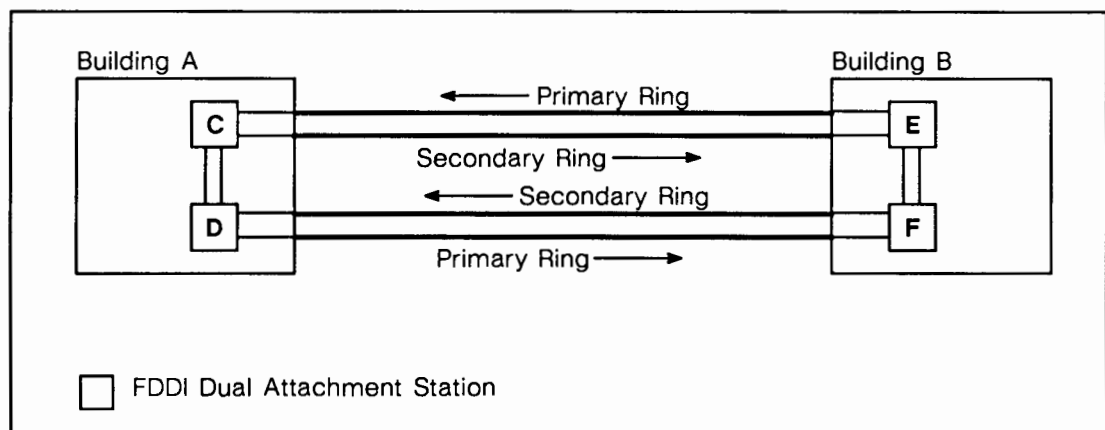 Building A
Building B
Primary Ring
C
E
Secondary Ring
Secondary Ring
D
F
Primary Ring
FDDI Dual Attachment Station